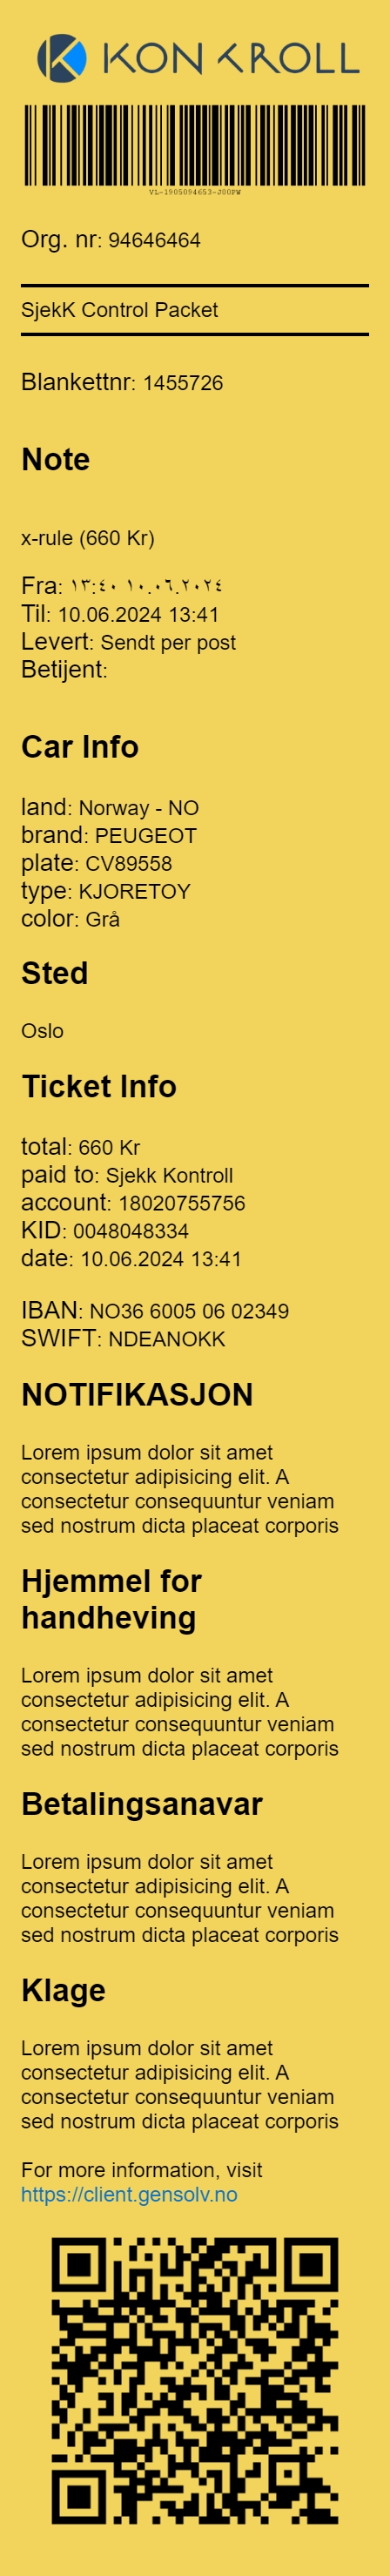 KONTROLL
VL-1905094653-J0OPW
Org. nr: 94646464
SjekK Control Packet
Blankettnr: 1455726
Note
x-rule (660 Kr)
Fra: ١٣:٤٠ ١٠.٠٦.٢٠٢٤
Til: 10.06.2024 13:41
Levert: Sendt per post
Betijent:
Car Info
land: Norway - NO
brand: PEUGEOT
plate: CV89558
type: KJORETOY
color: Grå
Sted
Oslo
Ticket Info
total: 660 Kr
paid to: Sjekk Kontroll
account: 18020755756
KID: 0048048334
date: 10.06.2024 13:41
IBAN: NO36 6005 06 02349
SWIFT: NDEANOKK
NOTIFIKASJON
Lorem ipsum dolor sit amet
consectetur adipisicing elit. A
consectetur consequuntur veniam
sed nostrum dicta placeat corporis
Hjemmel for
handheving
Lorem ipsum dolor sit amet
consectetur adipisicing elit. A
consectetur consequuntur veniam
sed nostrum dicta placeat corporis
Betalingsanavar
Lorem ipsum dolor sit amet
consectetur adipisicing elit. A
consectetur consequuntur veniam
sed nostrum dicta placeat corporis
Klage
Lorem ipsum dolor sit amet
consectetur adipisicing elit. A
consectetur consequuntur veniam
sed nostrum dicta placeat corporis
For more information, visit
https://client.gensolv.no